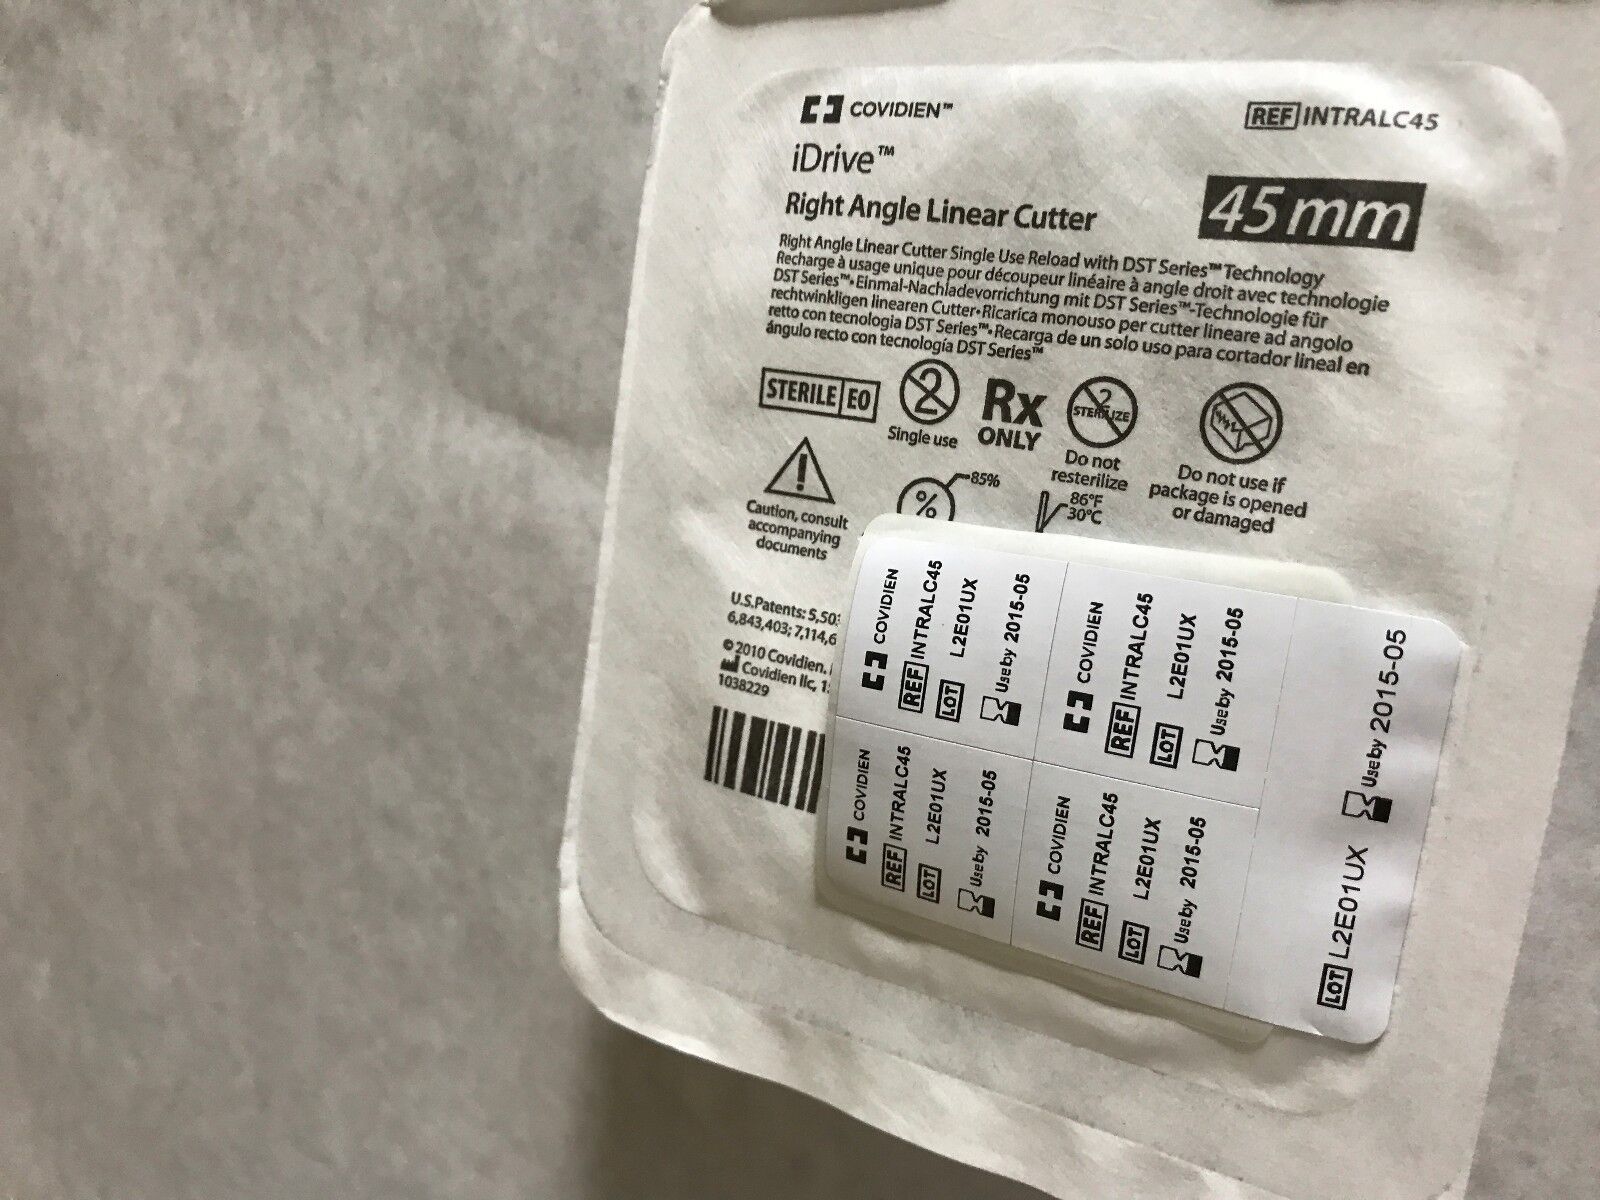 COVIDIEN™
REF INTRALC45
iDrive™
Right Angle Linear Cutter
45 mm
Right Angle Linear Cutter Single Use Reload with DST Series™ Technology
Recharge à usage unique pour découpeur linéaire à angle droit avec technologie
DST Series™•Einmal-Nachladevorrichtung mit DST Series™-Technologie für
rechtwinkligen linearen Cutter•Ricarica monouso per cutter lineare ad angolo
retto con tecnologia DST Series™•Recarga de un solo uso para cortador lineal en
ángulo recto con tecnología DST Series™
STERILE EO
2
Single use
Rx
ONLY
2
STERILIZE
Do not
resterilize
Do not use if
package is opened
or damaged
Caution, consult
accompanying
documents
%
85%
86°F
30°C
U.S.Patents: 5,503
6,843,403; 7,114,6
© 2010 Covidien.
Covidien llc, 15
1038229
COVIDIEN
REF INTRALC45
LOT L2E01UX
Use by 2015-05
COVIDIEN
REF INTRALC45
LOT L2E01UX
Use by 2015-05
COVIDIEN
REF INTRALC45
LOT L2E01UX
Use by 2015-05
COVIDIEN
REF INTRALC45
LOT L2E01UX
Use by 2015-05
LOT L2E01UX Use by 2015-05